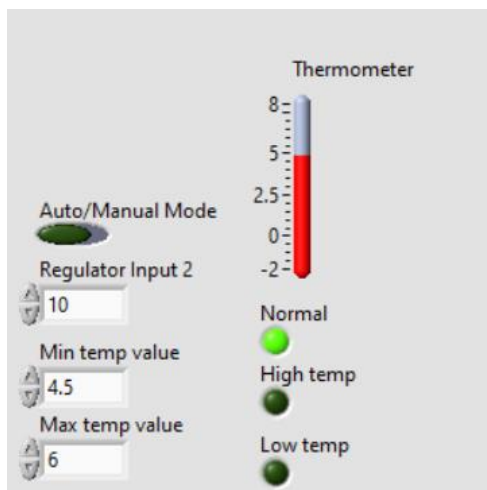 Thermometer
8
5
2.5
0
-2
Auto/Manual Mode
Regulator Input 2
10
Min temp value
4.5
Max temp value
6
Normal
High temp
Low temp